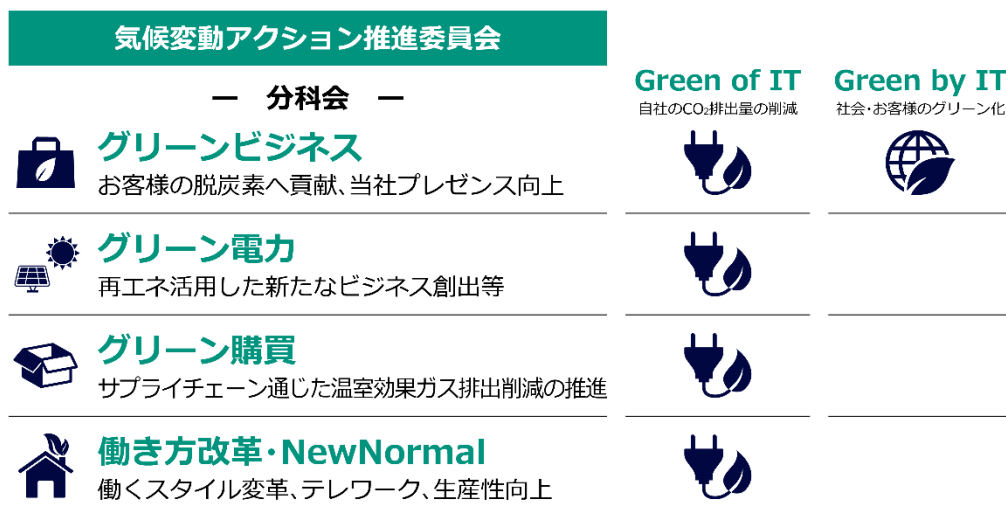 気候変動アクション推進委員会
ー 分科会 ー
Green of IT
自社のCO₂排出量の削減
Green by IT
社会・お客様のグリーン化
グリーンビジネス
お客様の脱炭素へ貢献、当社プレゼンス向上
グリーン電力
再エネ活用した新たなビジネス創出等
グリーン購買
サプライチェーン通じた温室効果ガス排出削減の推進
働き方改革・NewNormal
働くスタイル変革、テレワーク、生産性向上